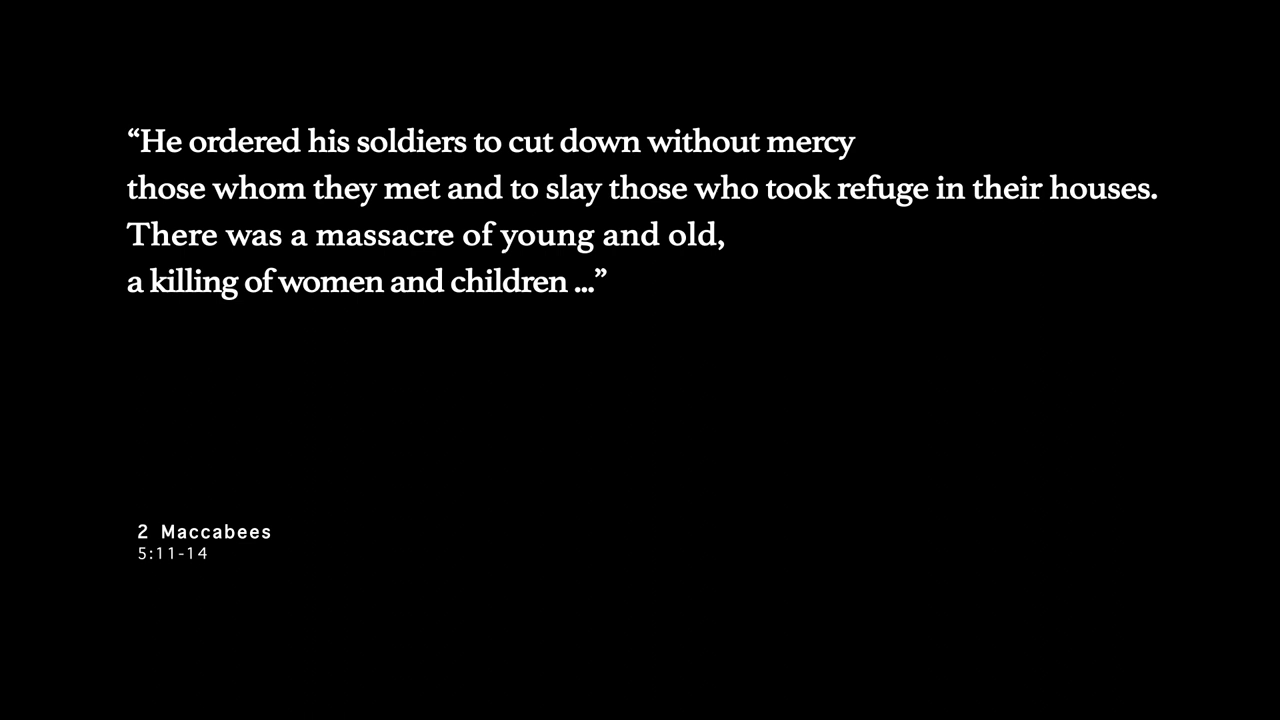 “He ordered his soldiers to cut down without mercy
those whom they met and to slay those who took refuge in their houses.
There was a massacre of young and old,
a killing of women and children ...”
2 Maccabees
5:11-14